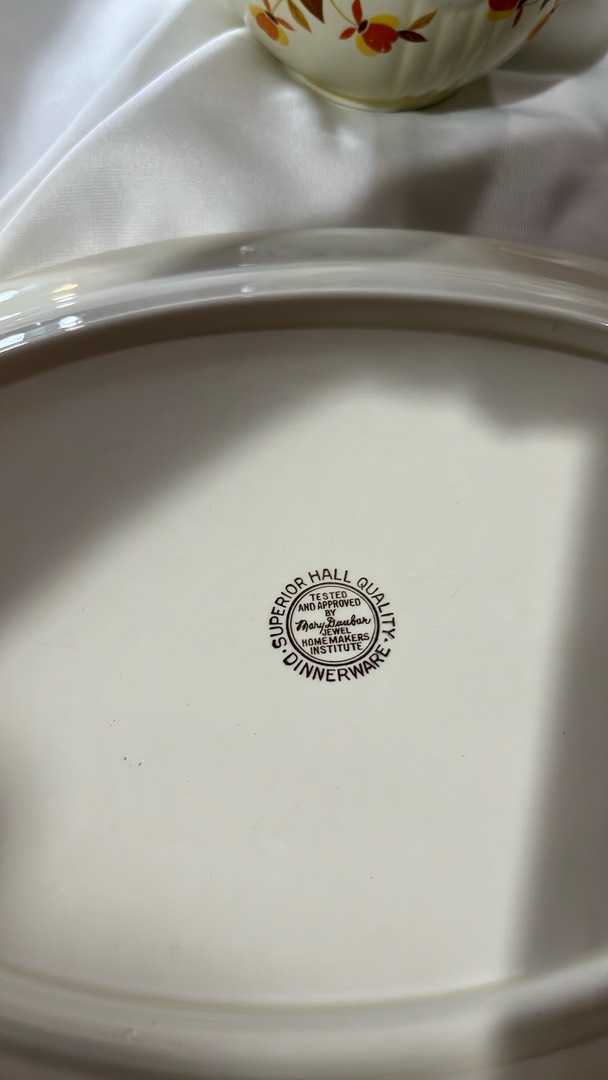 SUPERIOR HALL QUALITY
TESTED
AND APPROVED
BY
Mary Dunbar
JEWEL
HOMEMAKERS
INSTITUTE
· DINNERWARE ·